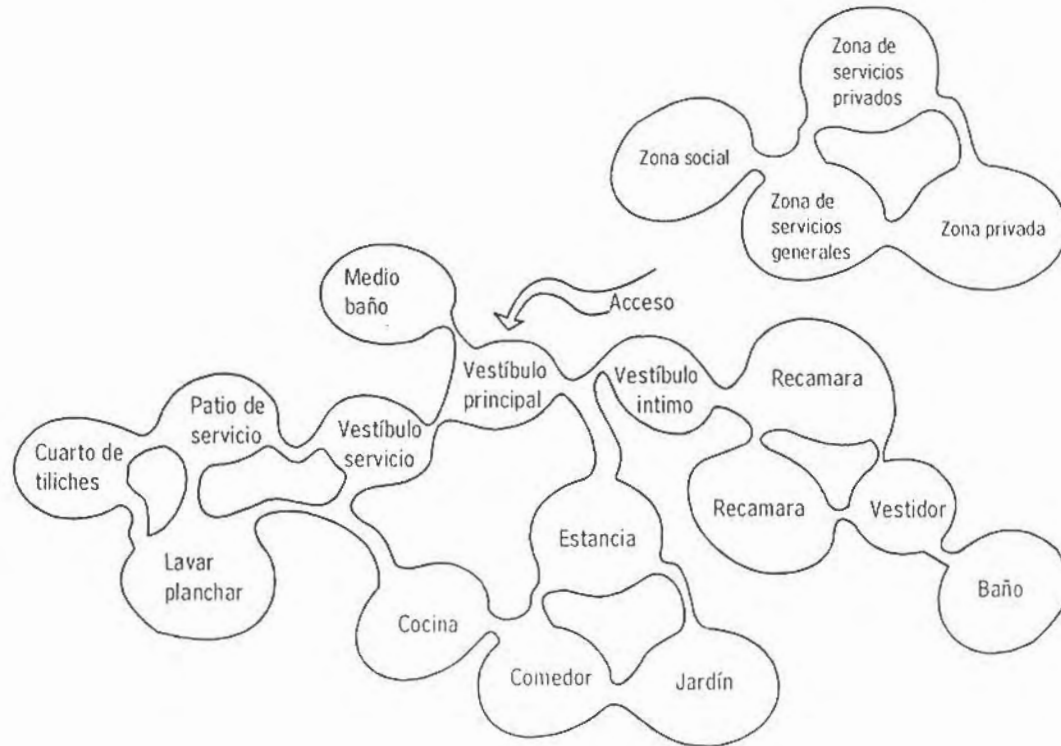 Zona de
servicios
privados
Zona social
Zona de
servicios
generales
Zona privada
Medio
baño
Acceso
Vestíbulo
principal
Vestíbulo
íntimo
Recamara
Patio de
servicio
Vestíbulo
servicio
Cuarto de
tiliches
Recamara
Vestidor
Estancia
Lavar
planchar
Baño
Cocina
Comedor
Jardín